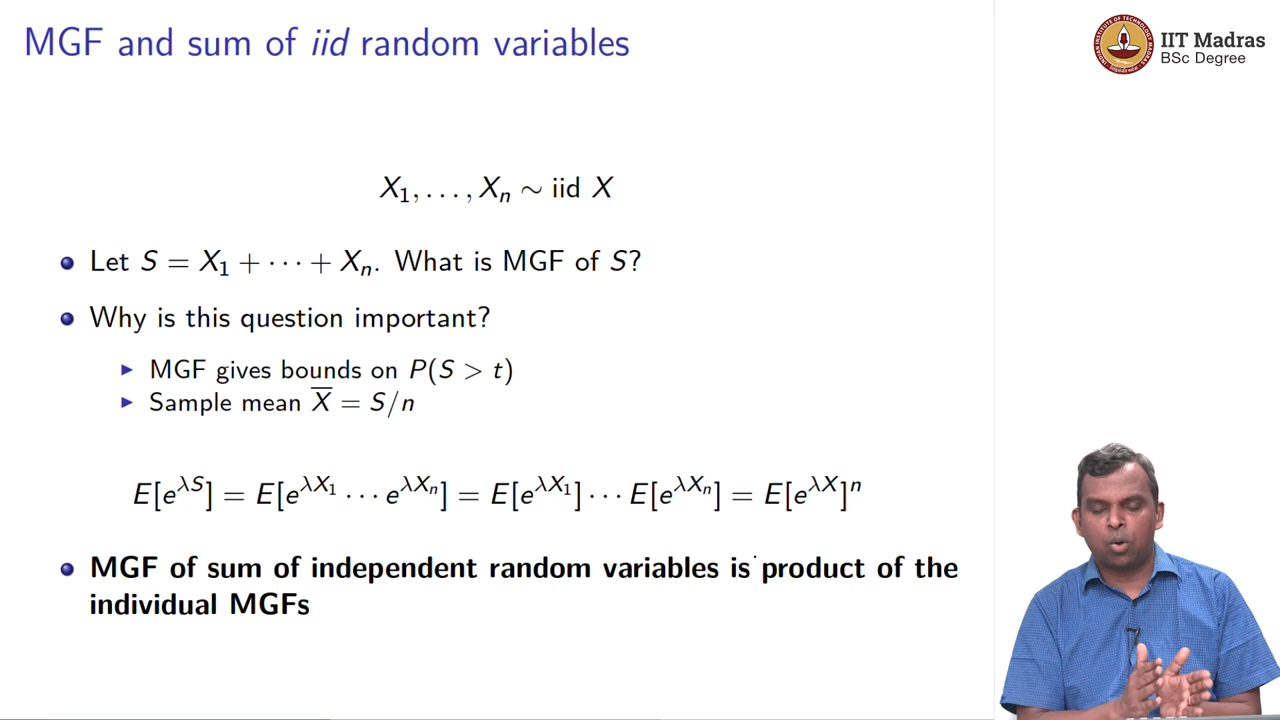 MGF and sum of iid random variables
IIT Madras
BSc Degree
X₁, . . . , Xₙ ∼ iid X
Let S = X₁ + · · · + Xₙ. What is MGF of S?
Why is this question important?
MGF gives bounds on P(S > t)
Sample mean X̅ = S/n
E[e^{λS}] = E[e^{λX₁} · · · e^{λXₙ}] = E[e^{λX₁}] · · · E[e^{λXₙ}] = E[e^{λX}]ⁿ
MGF of sum of independent random variables is product of the
individual MGFs